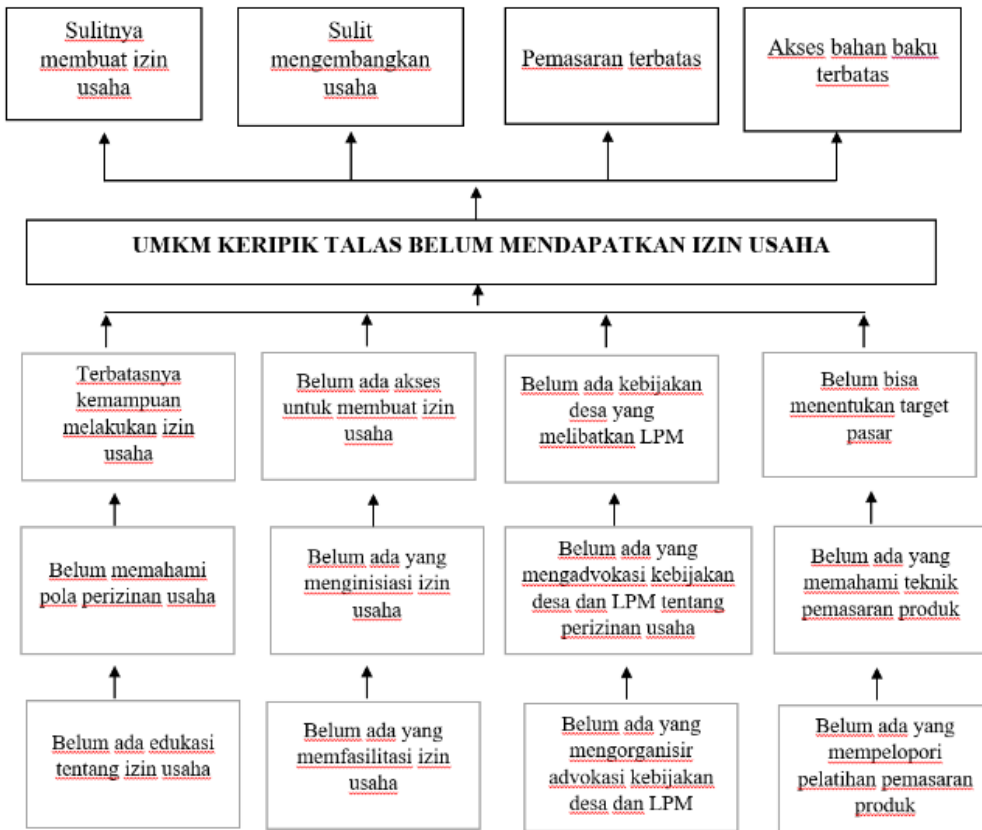 Sulitnya
membuat izin
usaha
Sulit
mengembangkan
usaha
Pemasaran terbatas
Akses bahan baku
terbatas
UMKM KERIPIK TALAS BELUM MENDAPATKAN IZIN USAHA
Terbatasnya
kemampuan
melakukan izin
usaha
Belum ada akses
untuk membuat izin
usaha
Belum ada kebijakan
desa yang
melibatkan LPM
Belum bisa
menentukan target
pasar
Belum memahami
pola perizinan usaha
Belum ada yang
menginisiasi izin
usaha
Belum ada yang
mengadvokasi kebijakan
desa dan LPM tentang
perizinan usaha
Belum ada yang
memahami teknik
pemasaran produk
Belum ada edukasi
tentang izin usaha
Belum ada yang
memfasilitasi izin
usaha
Belum ada yang
mengorganisir
advokasi kebijakan
desa dan LPM
Belum ada yang
mempelopori
pelatihan pemasaran
produk